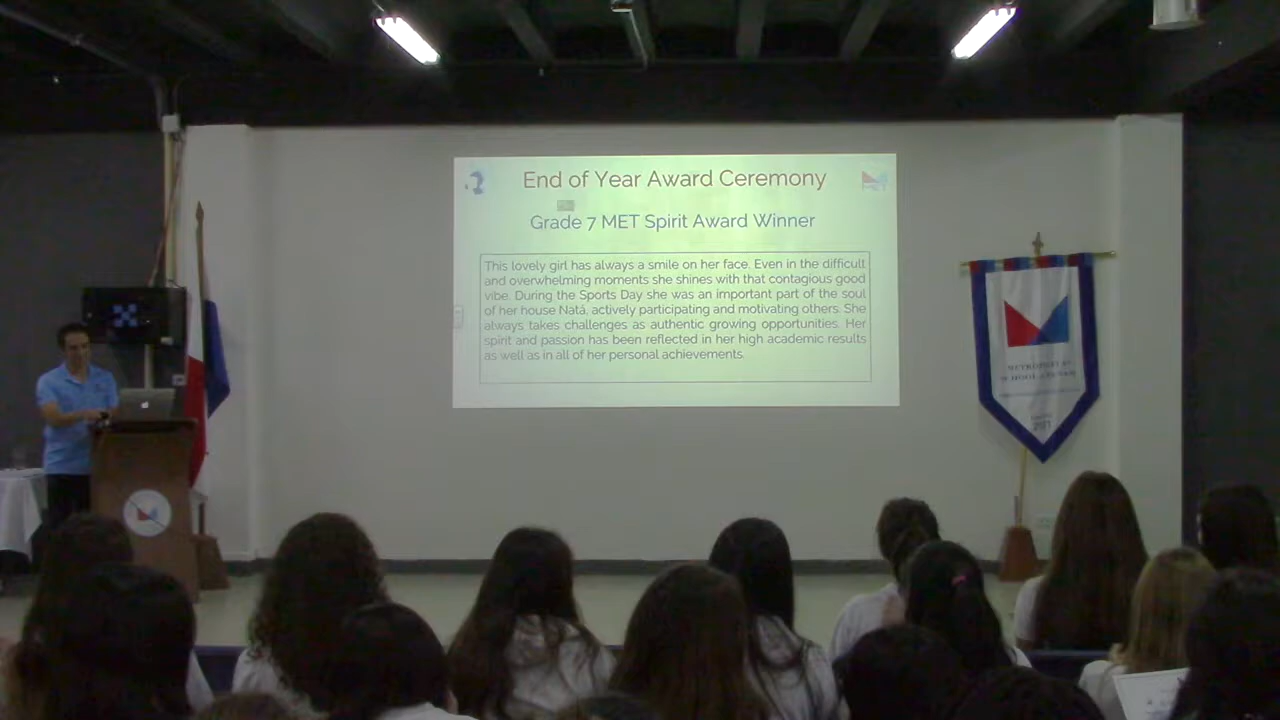 End of Year Award Ceremony
Grade 7 MET Spirit Award Winner
This lovely girl has always a smile on her face. Even in the difficult
and overwhelming moments she shines with that contagious good
vibe. During the Sports Day she was an important part of the soul
of her house Natá, actively participating and motivating others. She
always takes challenges as authentic growing opportunities. Her
spirit and passion has been reflected in her high academic results
as well as in all of her personal achievements.